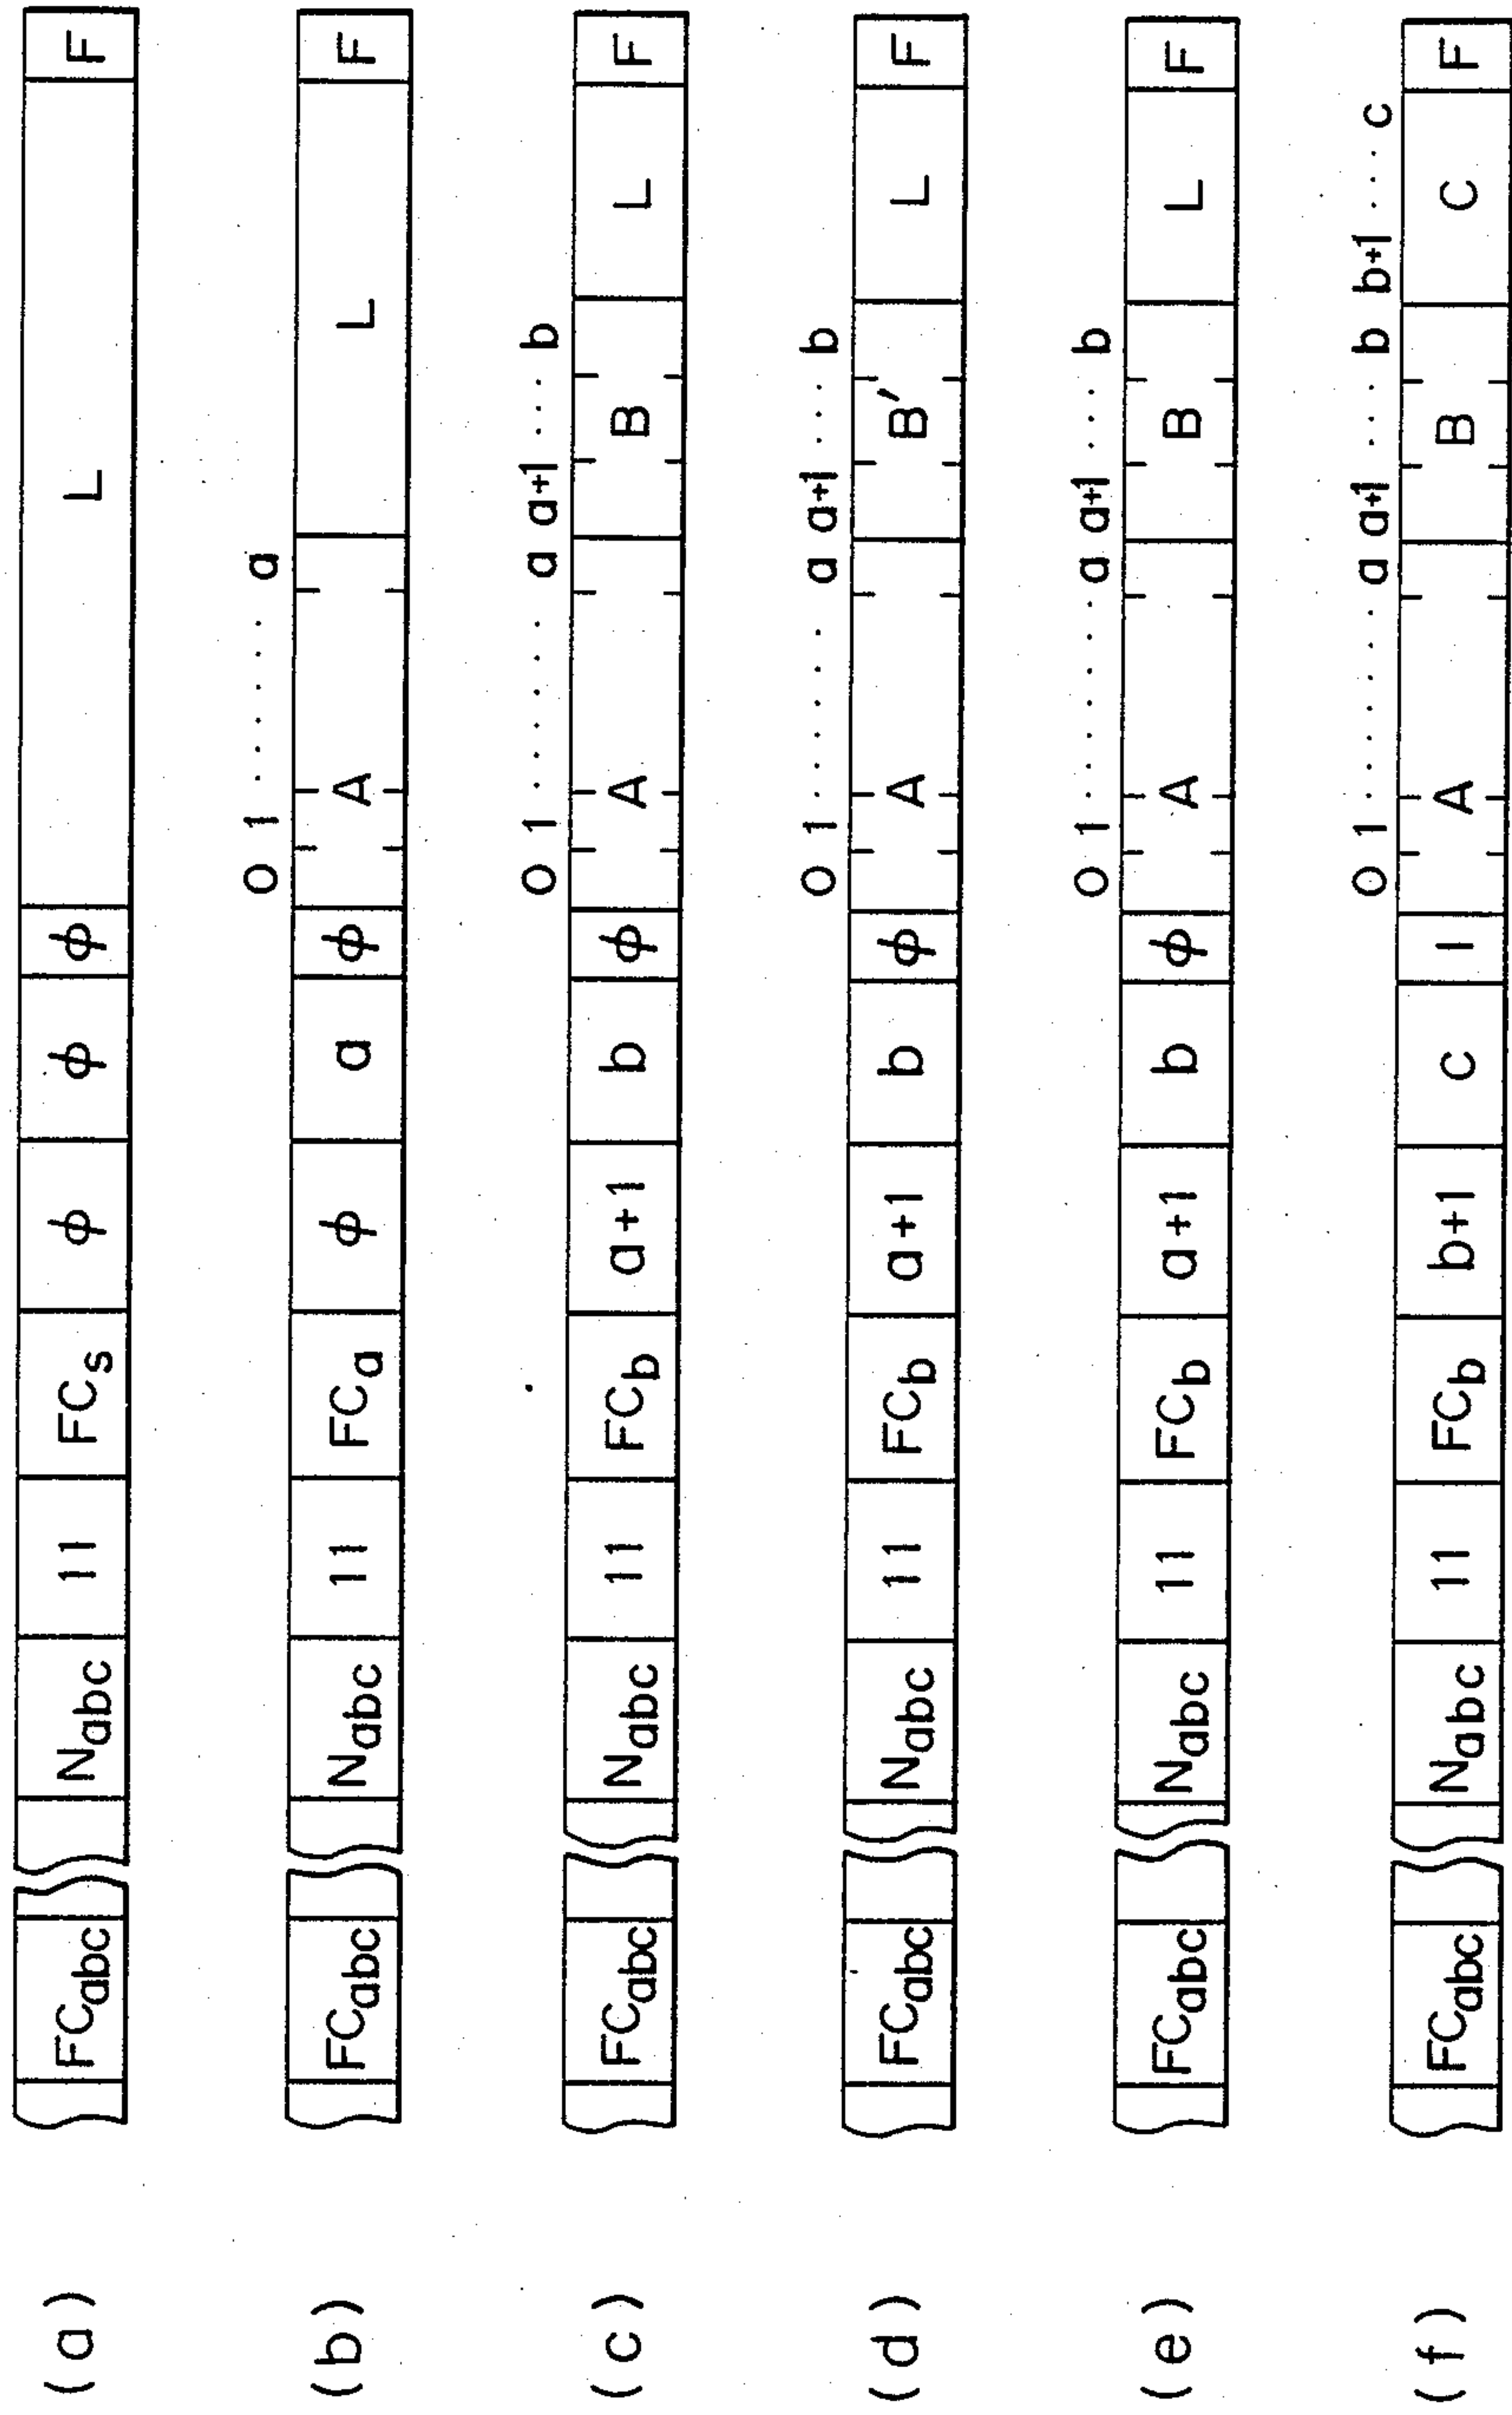 (a) FCabc Nabc 11 FCs ϕ ϕ ϕ L F
0 1 ······· a
(b) FCabc Nabc 11 FCa ϕ a ϕ A L F
0 1 ······· a a+1 ···· b
(c) FCabc Nabc 11 FCb a+1 b ϕ A B L F
0 1 ······· a a+1 ···· b
(d) FCabc Nabc 11 FCb a+1 b ϕ A B' L F
0 1 ······· a a+1 ···· b
(e) FCabc Nabc 11 FCb a+1 b ϕ A B L F
0 1 ······· a a+1 ···· b b+1 ···· c
(f) FCabc Nabc 11 FCb b+1 c 1 A B C F